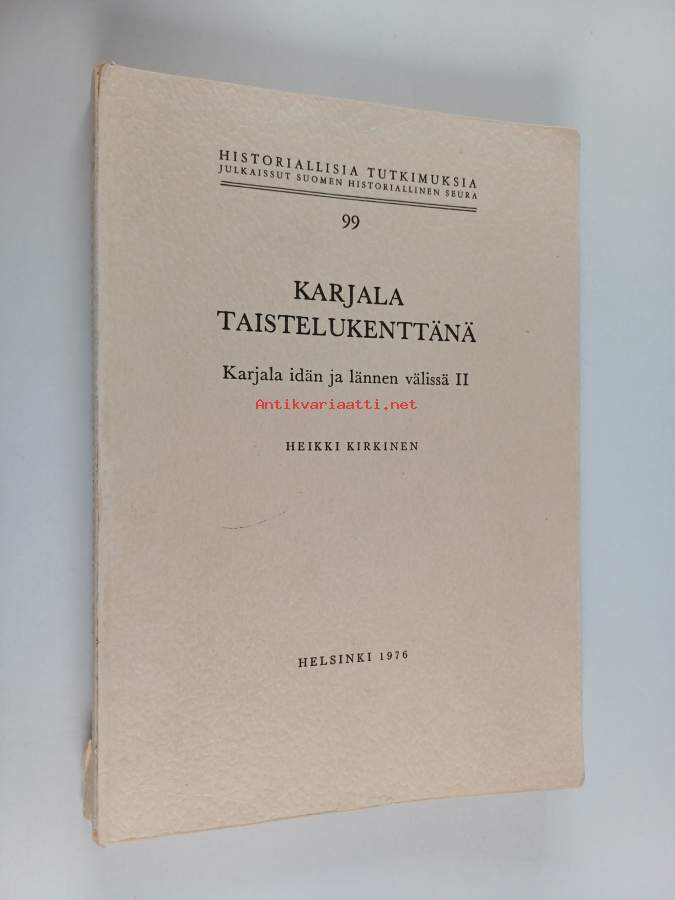 HISTORIALLISIA TUTKIMUKSIA
JULKAISSUT SUOMEN HISTORIALLINEN SEURA
99
KARJALA
TAISTELUKENTTÄNÄ
Karjala idän ja lännen välissä II
Antikvariaatti.net
HEIKKI KIRKINEN
HELSINKI 1976